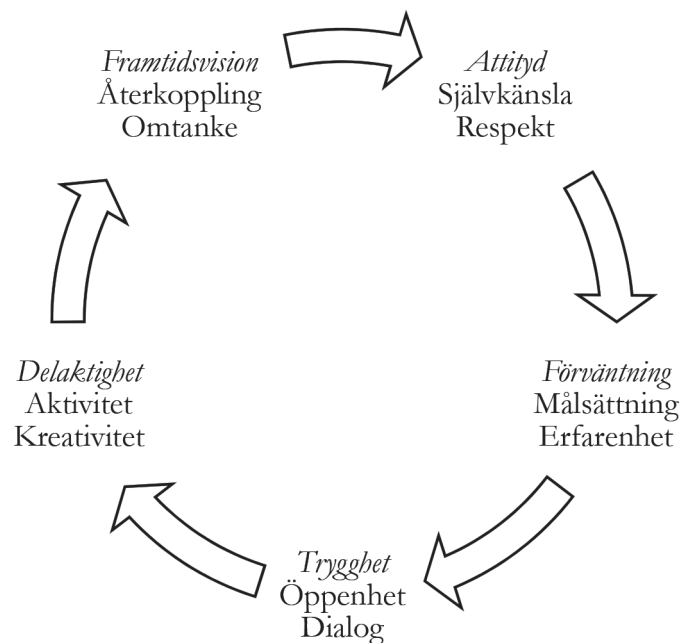 Framtidsvision
Återkoppling
Omtanke
Attityd
Självkänsla
Respekt
Förväntning
Målsättning
Erfarenhet
Trygghet
Öppenhet
Dialog
Delaktighet
Aktivitet
Kreativitet